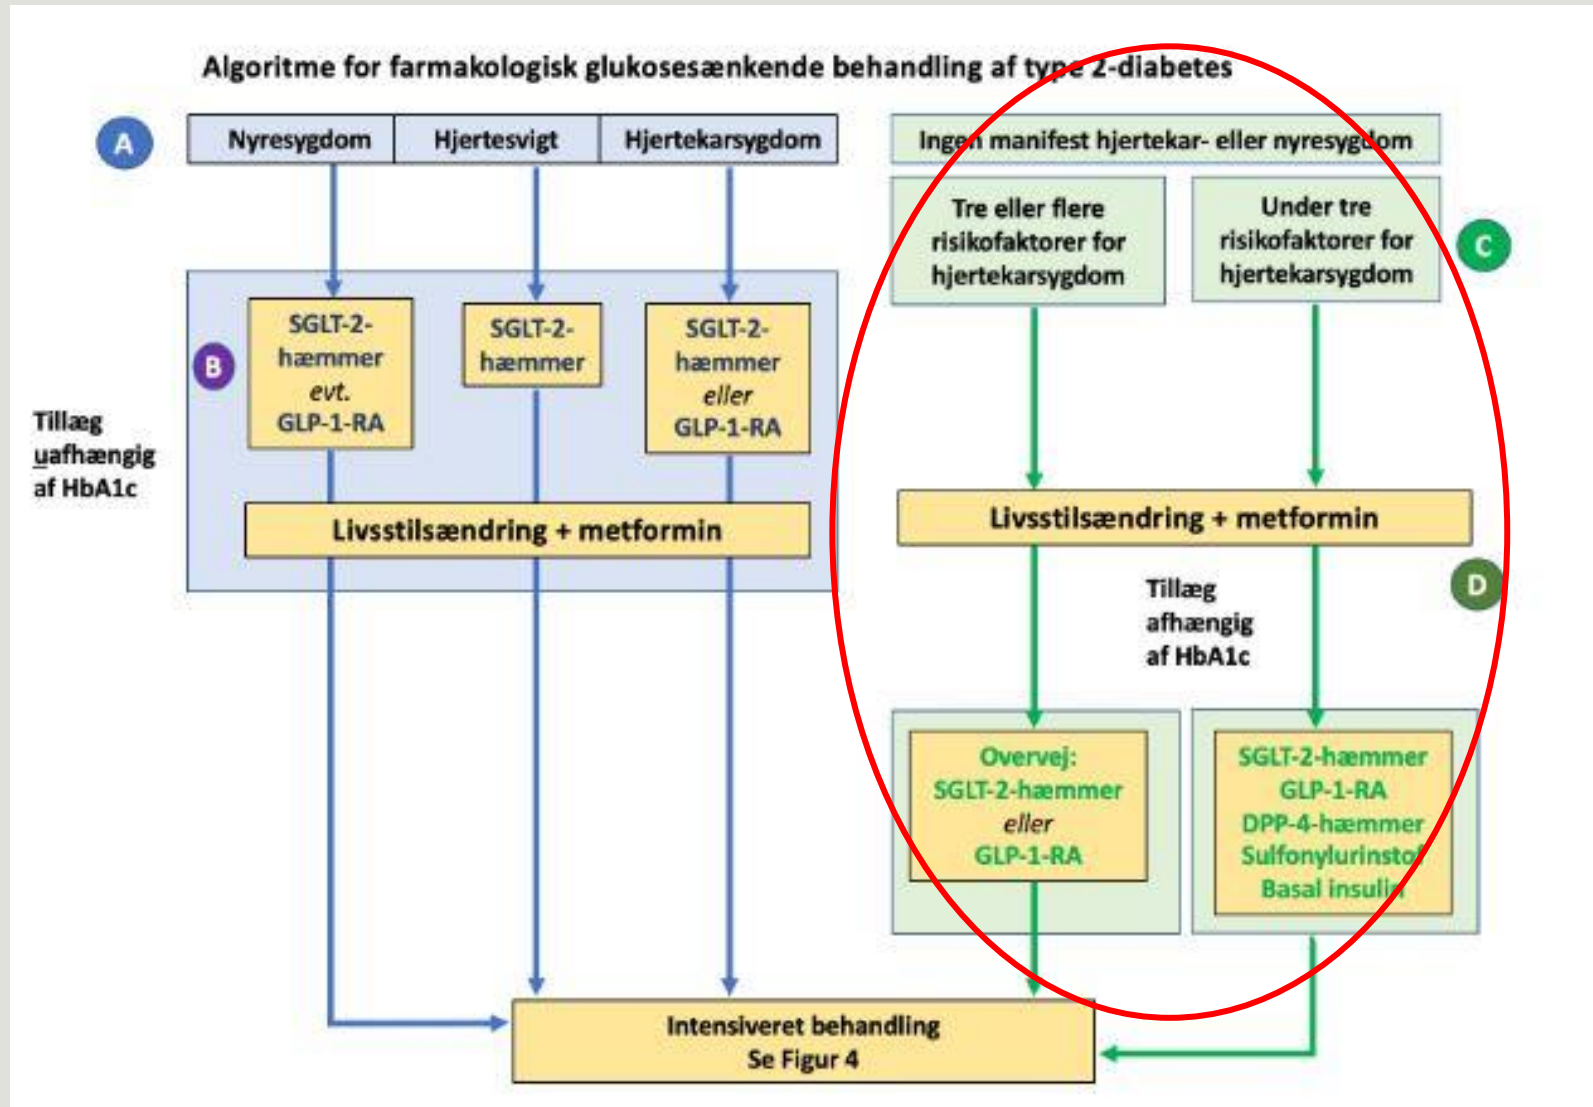 Algoritme for farmakologisk glukosesænkende behandling af type 2-diabetes
A
Nyresygdom
Hjertesvigt
Hjertekarsygdom
Ingen manifest hjertekar- eller nyresygdom
Tre eller flere
risikofaktorer for
hjertekarsygdom
Under tre
risikofaktorer for
hjertekarsygdom
C
B
SGLT-2-
hæmmer
evt.
GLP-1-RA
SGLT-2-
hæmmer
SGLT-2-
hæmmer
eller
GLP-1-RA
Tillæg
uafhængig
af HbA1c
Livsstilsændring + metformin
Livsstilsændring + metformin
D
Tillæg
afhængig
af HbA1c
Overvej:
SGLT-2-hæmmer
eller
GLP-1-RA
SGLT-2-hæmmer
GLP-1-RA
DPP-4-hæmmer
Sulfonylurinstof
Basal insulin
Intensiveret behandling
Se Figur 4